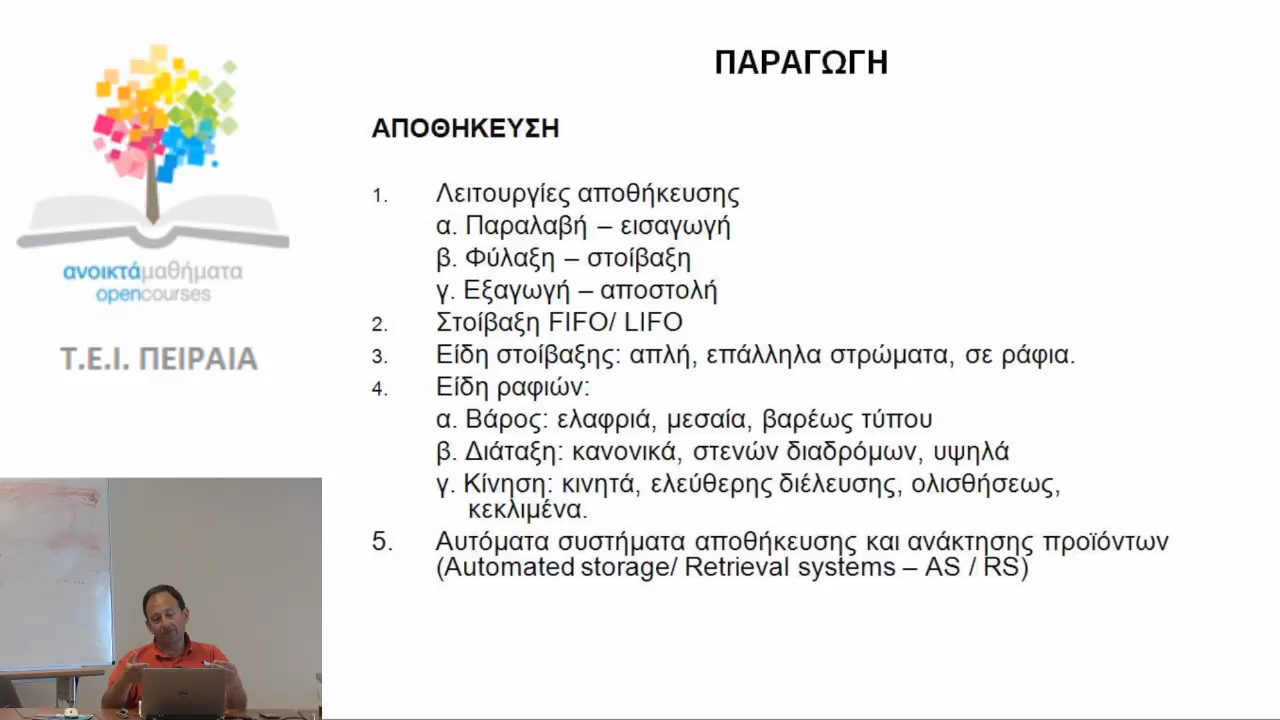 ΠΑΡΑΓΩΓΗ
ΑΠΟΘΗΚΕΥΣΗ
1. Λειτουργίες αποθήκευσης
α. Παραλαβή – εισαγωγή
β. Φύλαξη – στοίβαξη
γ. Εξαγωγή – αποστολή
2. Στοίβαξη FIFO/ LIFO
3. Είδη στοίβαξης: απλή, επάλληλα στρώματα, σε ράφια.
4. Είδη ραφιών:
α. Βάρος: ελαφριά, μεσαία, βαρέως τύπου
β. Διάταξη: κανονικά, στενών διαδρόμων, υψηλά
γ. Κίνηση: κινητά, ελεύθερης διέλευσης, ολισθήσεως,
κεκλιμένα.
5. Αυτόματα συστήματα αποθήκευσης και ανάκτησης προϊόντων
(Automated storage/ Retrieval systems – AS / RS)
ανοικτάμαθήματα
opencourses
Τ.Ε.Ι. ΠΕΙΡΑΙΑ